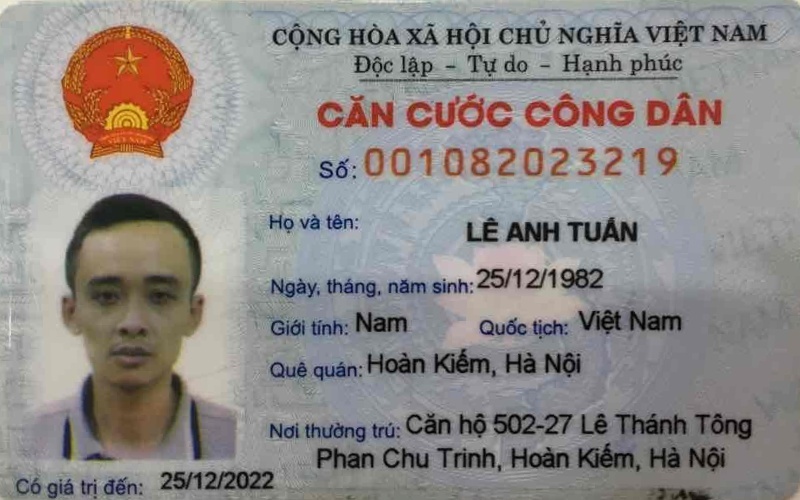 CỘNG HÒA XÃ HỘI CHỦ NGHĨA VIỆT NAM
Độc lập - Tự do - Hạnh phúc
CĂN CƯỚC CÔNG DÂN
Số: 001082023219
Họ và tên: LÊ ANH TUẤN
Ngày, tháng, năm sinh: 25/12/1982
Giới tính: Nam Quốc tịch: Việt Nam
Quê quán: Hoàn Kiếm, Hà Nội
Nơi thường trú: Căn hộ 502-27 Lê Thánh Tông
Phan Chu Trinh, Hoàn Kiếm, Hà Nội
Có giá trị đến: 25/12/2022